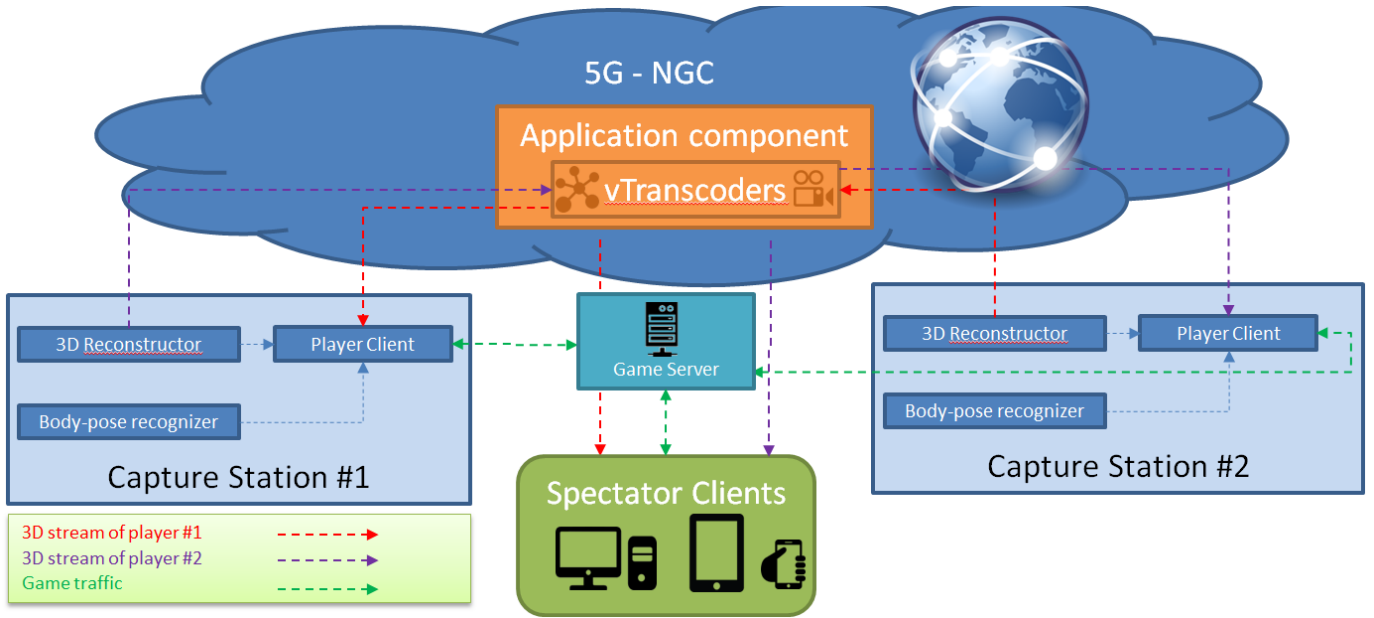 5G - NGC
Application component
vTranscoders
3D Reconstructor
Player Client
Body-pose recognizer
Capture Station #1
Game Server
3D Reconstructor
Player Client
Body-pose recognizer
Capture Station #2
Spectator Clients
3D stream of player #1
3D stream of player #2
Game traffic